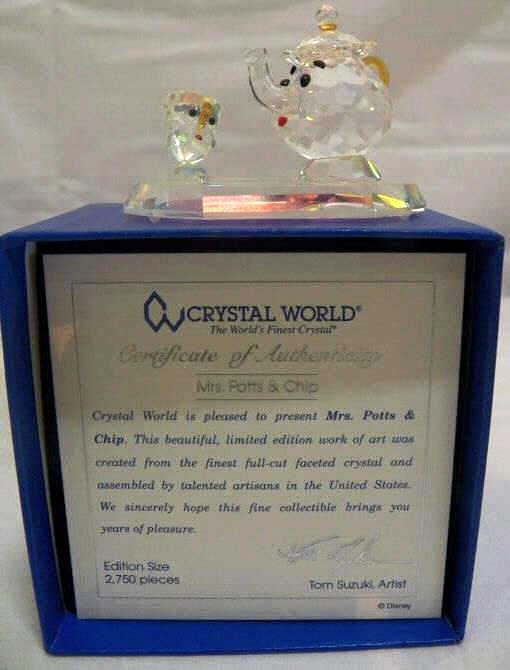 CRYSTAL WORLD®
The World's Finest Crystal®
Certificate of Authenticity
Mrs. Potts & Chip
Crystal World is pleased to present Mrs. Potts &
Chip. This beautiful, limited edition work of art was
created from the finest full-cut faceted crystal and
assembled by talented artisans in the United States.
We sincerely hope this fine collectible brings you
years of pleasure.
Edition Size
2,750 pieces
Tom Suzuki, Artist
© Disney